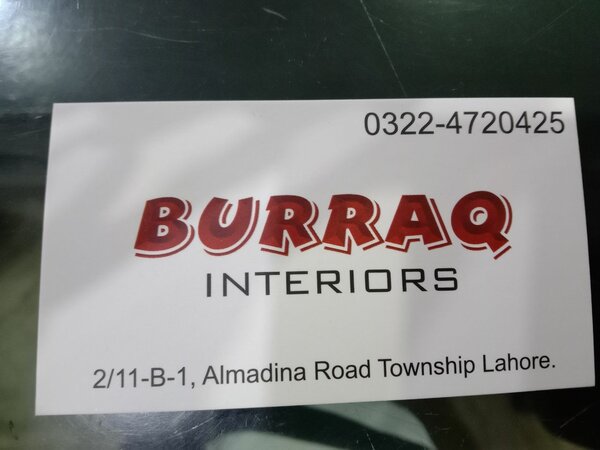 0322-4720425
BURRAQ
INTERIORS
2/11-B-1, Almadina Road Township Lahore.